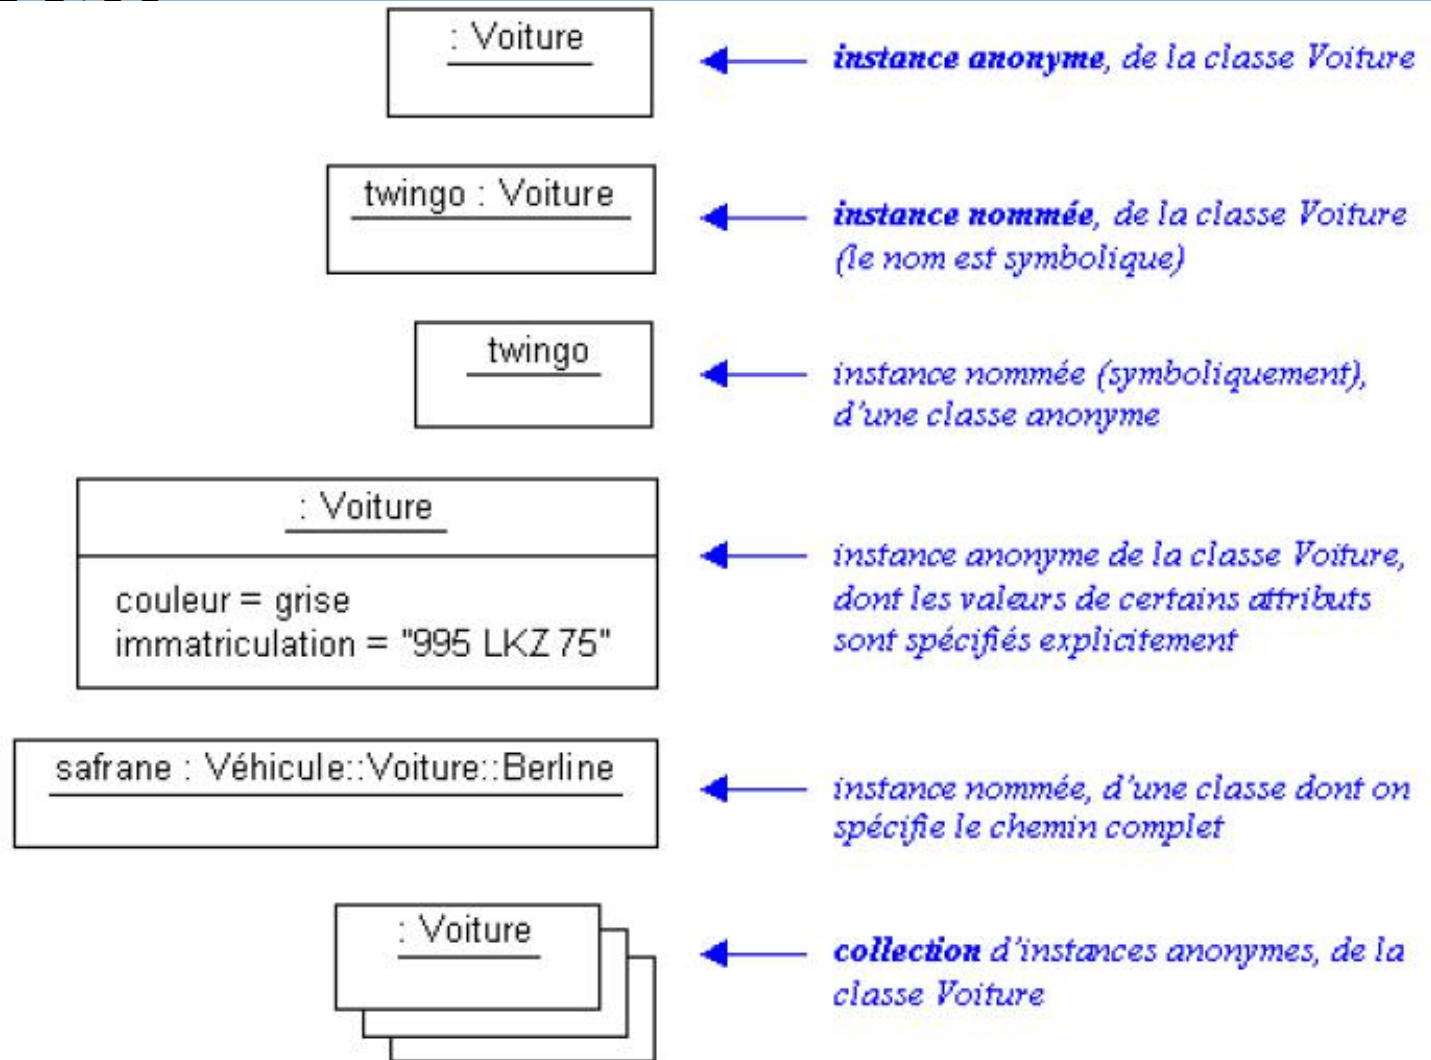 : Voiture
instance anonyme, de la classe Voiture
twingo : Voiture
instance nommée, de la classe Voiture
(le nom est symbolique)
twingo
instance nommée (symboliquement),
d'une classe anonyme
: Voiture
couleur = grise
immatriculation = "995 LKZ 75"
instance anonyme de la classe Voiture,
dont les valeurs de certains attributs
sont spécifiés explicitement
safrane : Véhicule::Voiture::Berline
instance nommée, d'une classe dont on
spécifie le chemin complet
: Voiture
collection d'instances anonymes, de la
classe Voiture